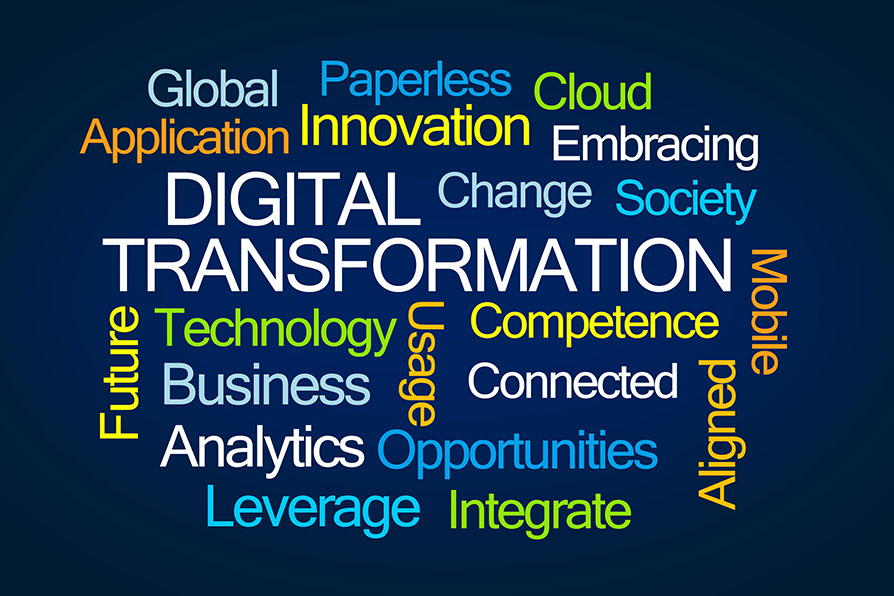 Global
Paperless
Cloud
Application
Innovation
Embracing
DIGITAL
Change
Society
TRANSFORMATION
Mobile
Future
Technology
Usage
Competence
Business
Connected
Aligned
Analytics
Opportunities
Leverage
Integrate